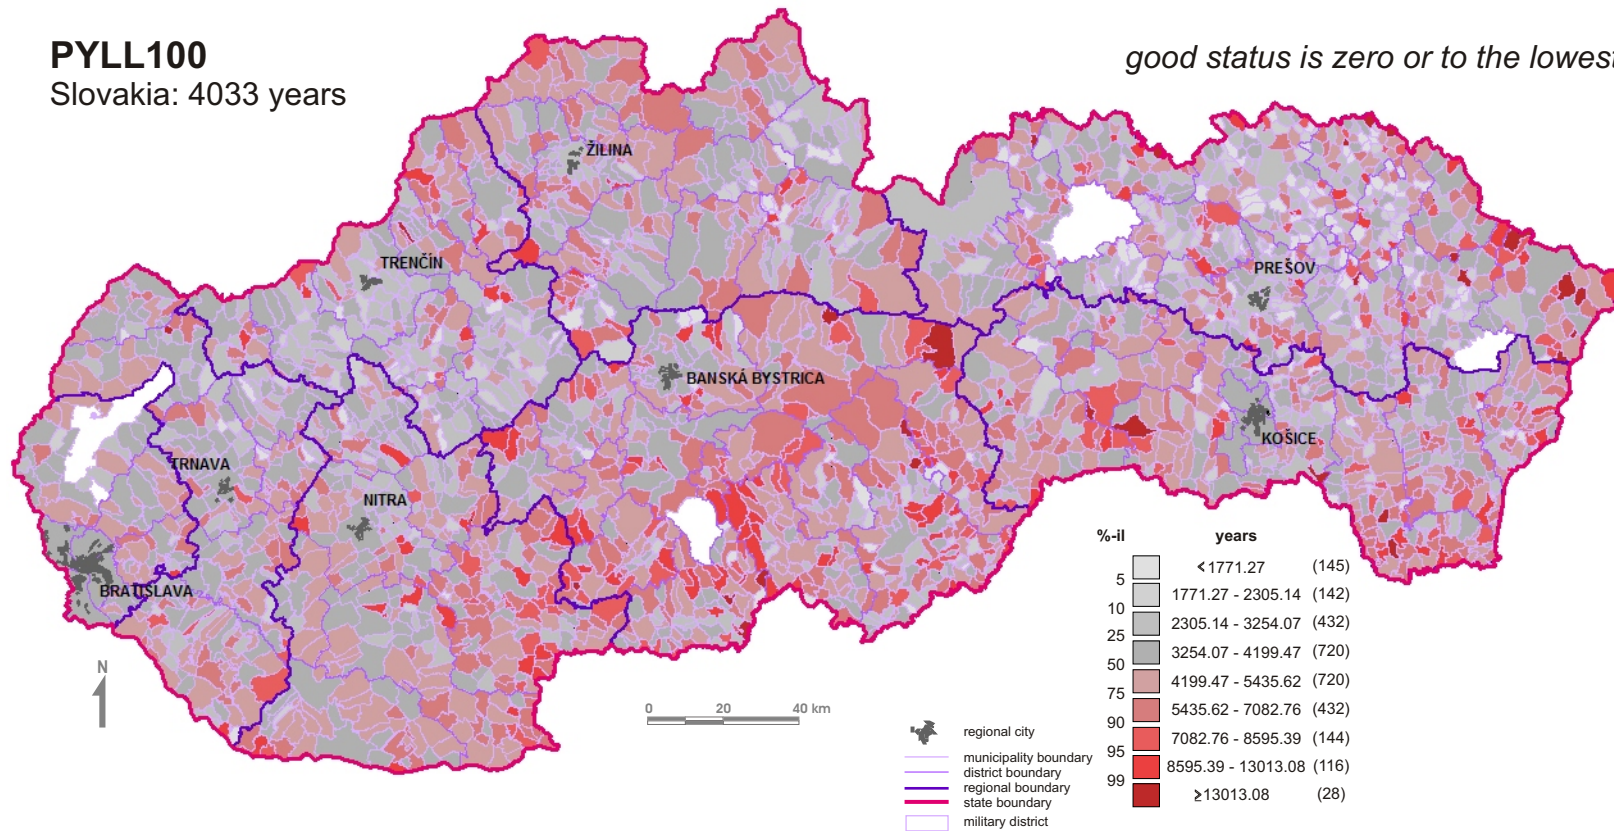 PYLL100
Slovakia: 4033 years
good status is zero or to the lowest
ŽILINA
TRENČÍN
PREŠOV
BANSKÁ BYSTRICA
KOŠICE
TRNAVA
NITRA
BRATISLAVA
N
0 20 40 km
regional city
municipality boundary
district boundary
regional boundary
state boundary
military district
%-il years
<1771.27 (145)
5
1771.27 - 2305.14 (142)
10
2305.14 - 3254.07 (432)
25
3254.07 - 4199.47 (720)
50
4199.47 - 5435.62 (720)
75
5435.62 - 7082.76 (432)
90
7082.76 - 8595.39 (144)
95
8595.39 - 13013.08 (116)
99
≥13013.08 (28)